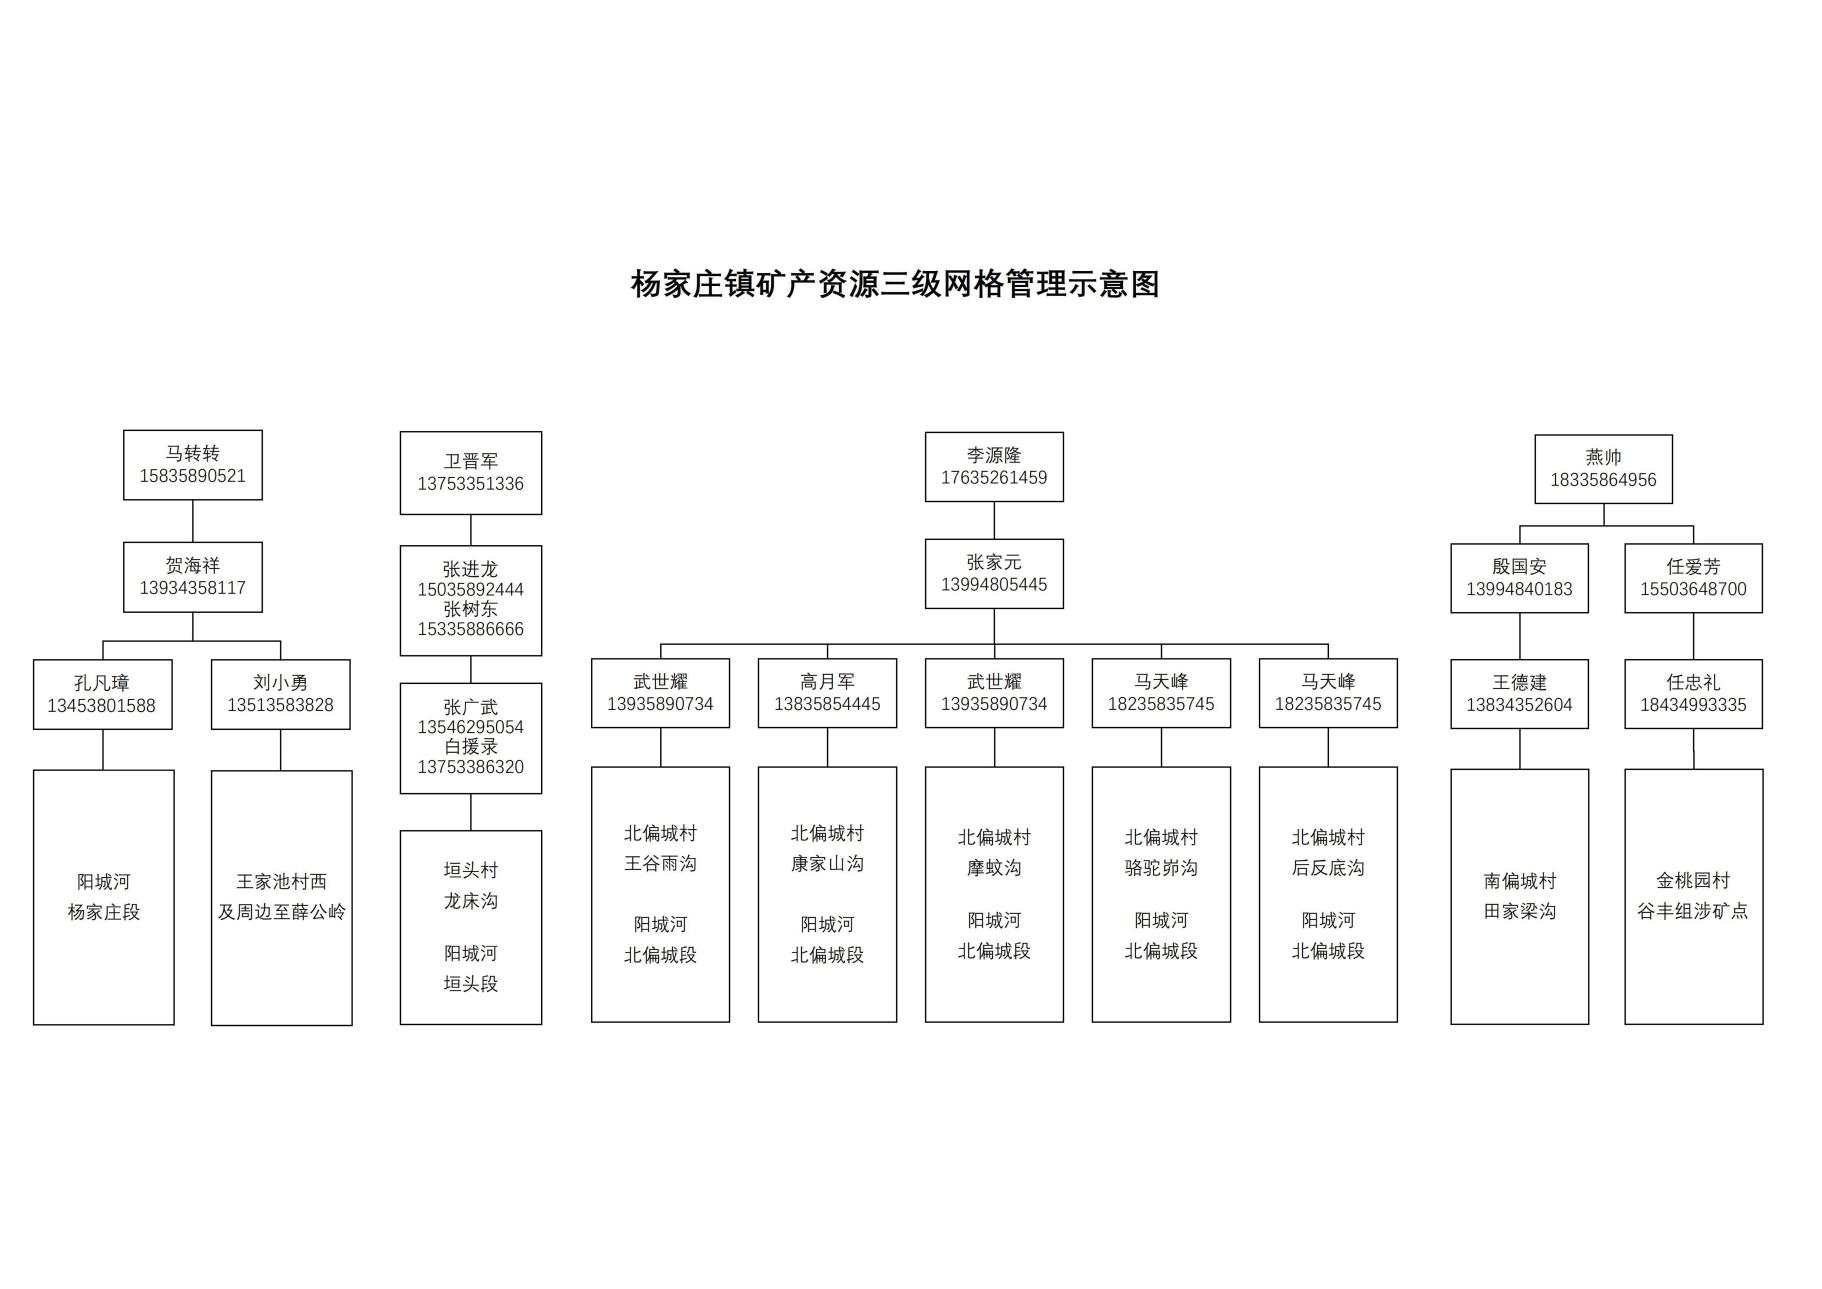 杨家庄镇矿产资源三级网格管理示意图
马转转
15835890521
贺海祥
13934358117
孔凡璋
13453801588
刘小勇
13513583828
阳城河
杨家庄段
王家池村西
及周边至薛公岭
卫晋军
13753351336
张进龙
15035892444
张树东
15335886666
张广武
13546295054
白援录
13753386320
垣头村
龙床沟
阳城河
垣头段
李源隆
17635261459
张家元
13994805445
武世耀
13935890734
高月军
13835854445
武世耀
13935890734
马天峰
18235835745
马天峰
18235835745
北偏城村
王谷雨沟
阳城河
北偏城段
北偏城村
康家山沟
阳城河
北偏城段
北偏城村
摩蚊沟
阳城河
北偏城段
北偏城村
骆驼峁沟
阳城河
北偏城段
北偏城村
后反底沟
阳城河
北偏城段
燕帅
18335864956
殷国安
13994840183
任爱芳
15503648700
王德建
13834352604
任忠礼
18434993335
南偏城村
田家梁沟
金桃园村
谷丰组涉矿点